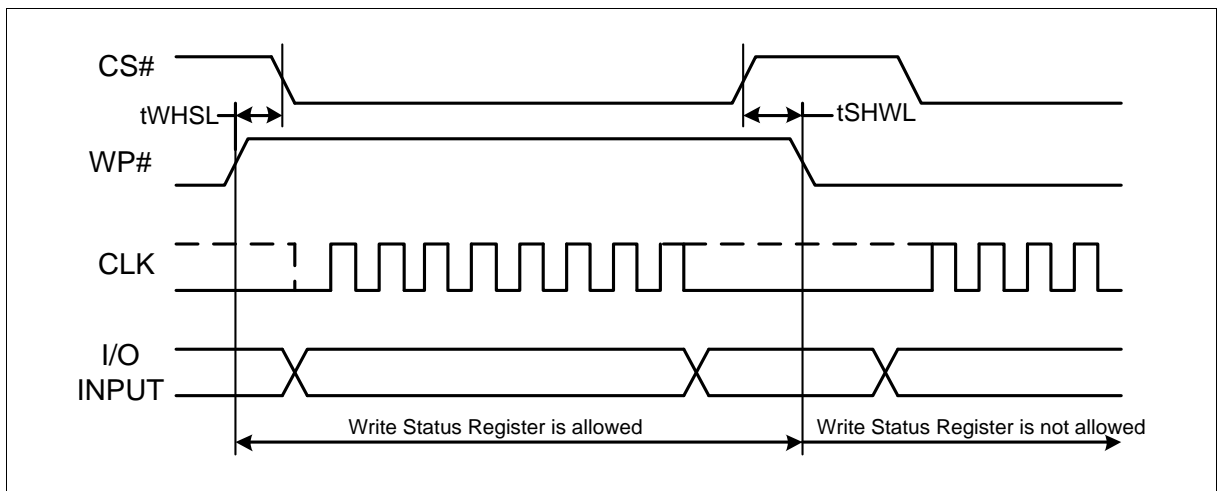 CS#
tWHSL
tSHWL
WP#
CLK
I/O
INPUT
Write Status Register is allowed
Write Status Register is not allowed